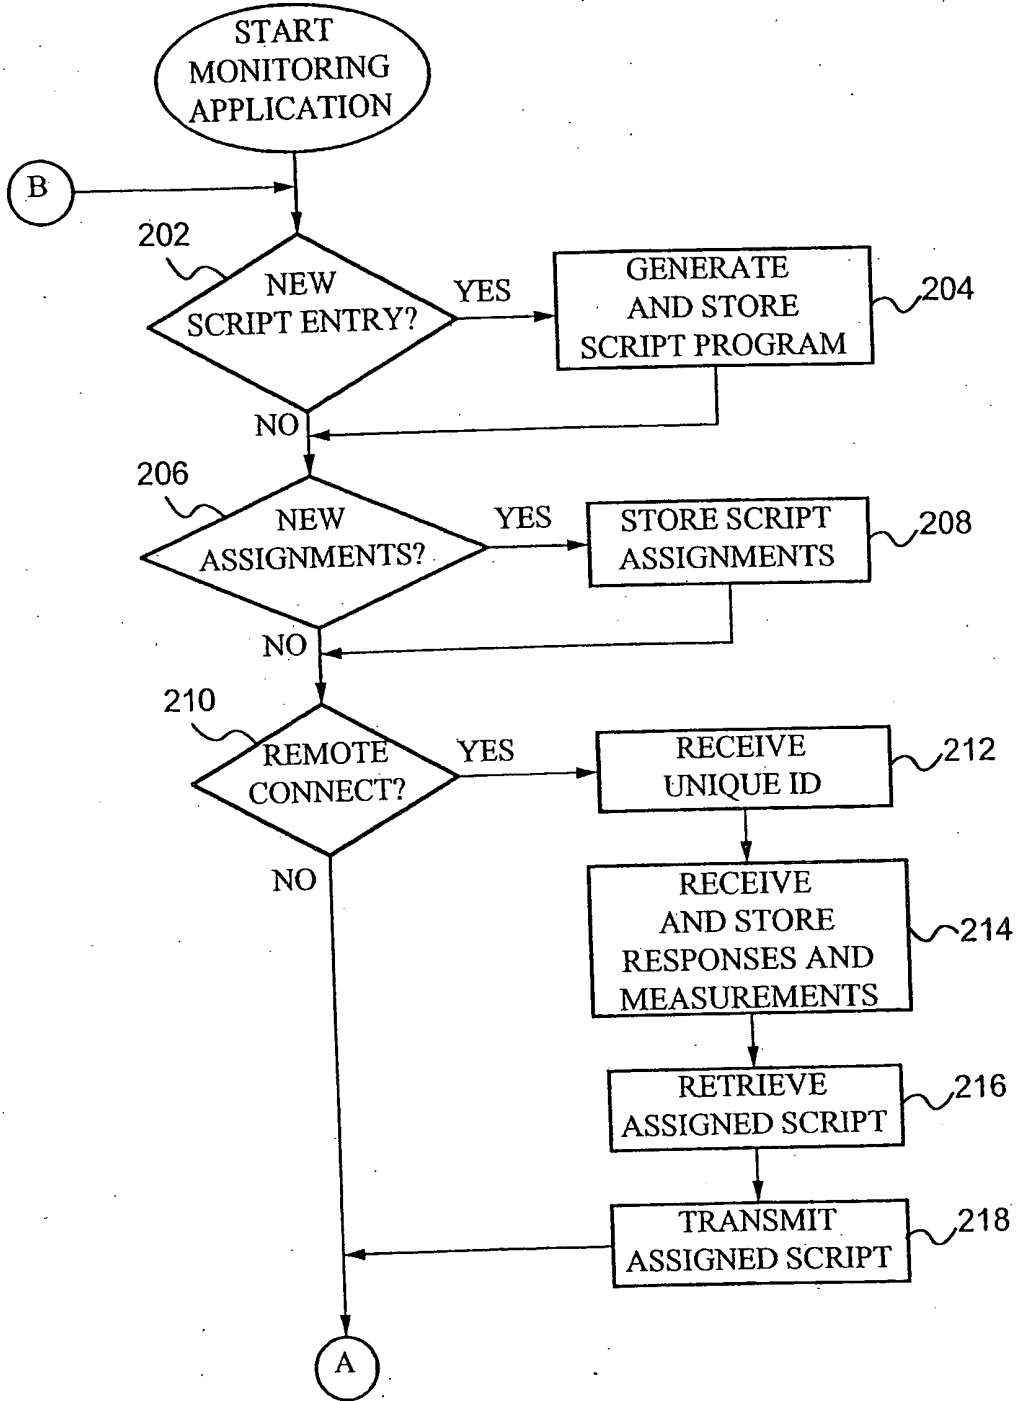 START
MONITORING
APPLICATION
B
202
NEW
SCRIPT ENTRY?
YES
GENERATE
AND STORE
SCRIPT PROGRAM
204
NO
206
NEW
ASSIGNMENTS?
YES
STORE SCRIPT
ASSIGNMENTS
208
NO
210
REMOTE
CONNECT?
YES
RECEIVE
UNIQUE ID
212
NO
RECEIVE
AND STORE
RESPONSES AND
MEASUREMENTS
214
RETRIEVE
ASSIGNED SCRIPT
216
TRANSMIT
ASSIGNED SCRIPT
218
A